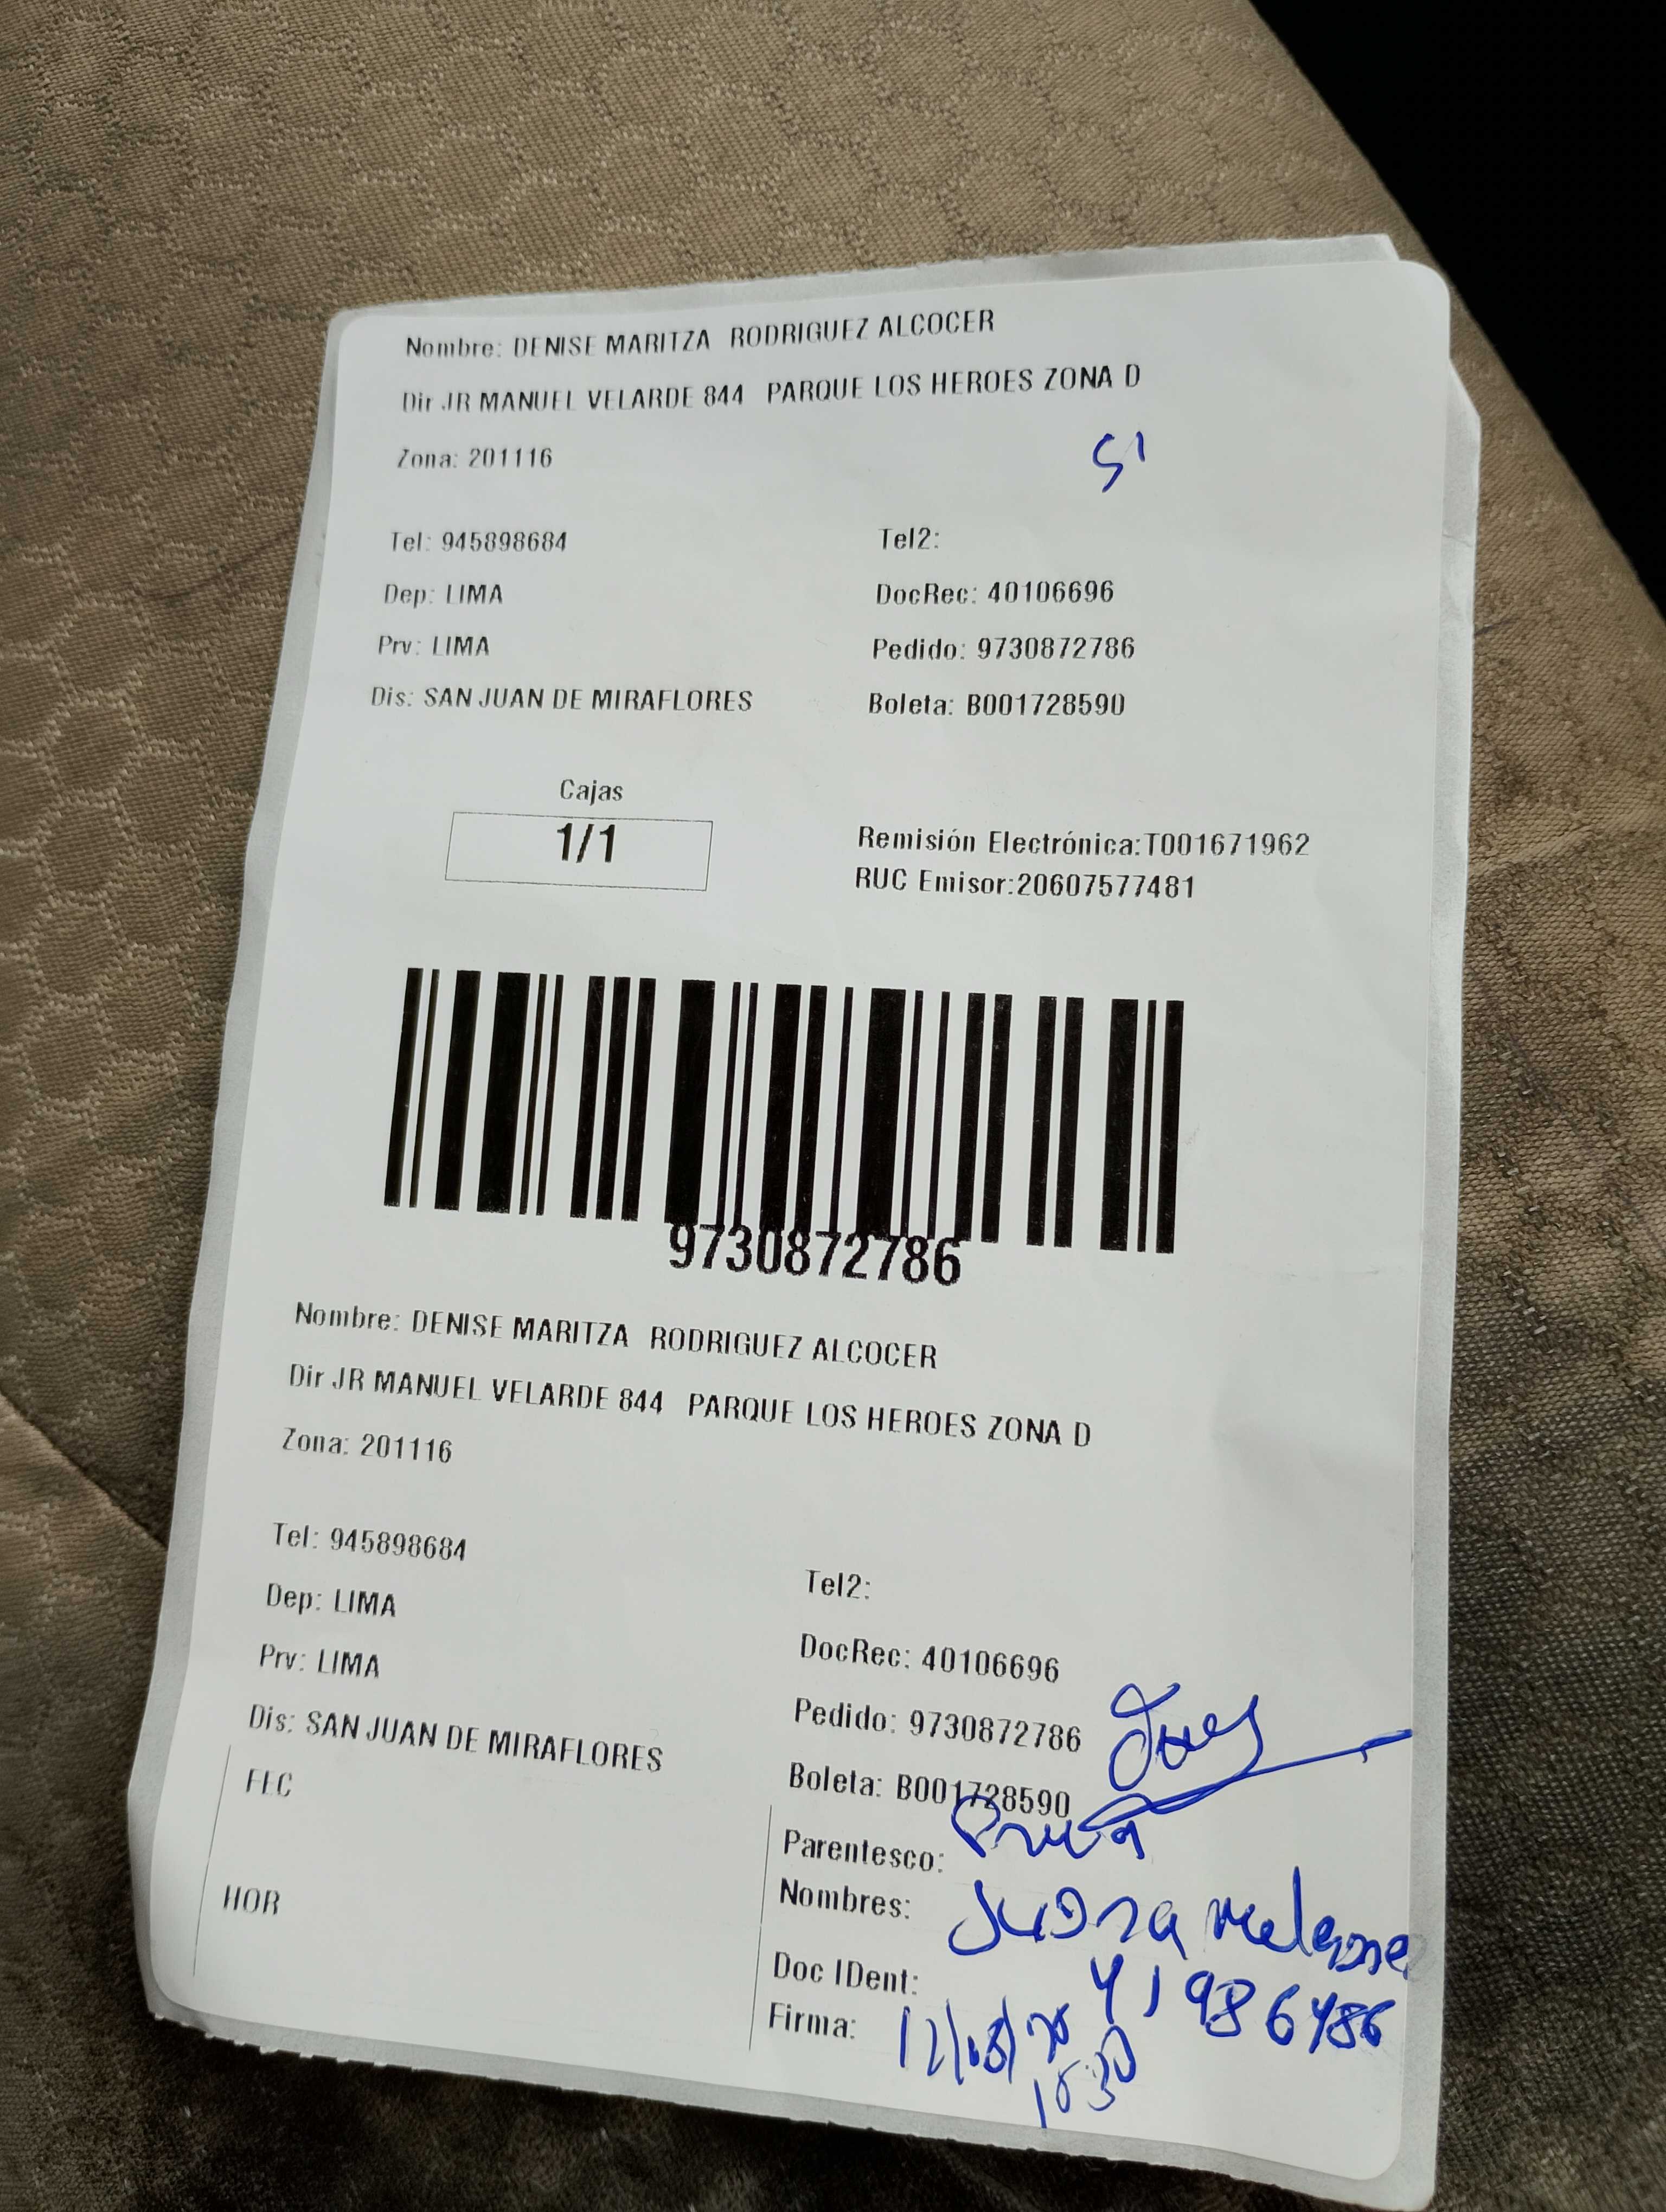 Nombre: DENISE MARITZA RODRIGUEZ ALCOCER
Dir JR MANUEL VELARDE 844 PARQUE LOS HEROES ZONA D
Zona: 201116
SI
Tel: 945898684
Tel2:
Dep: LIMA
DocRec: 40106696
Prv: LIMA
Pedido: 9730872786
Dis: SAN JUAN DE MIRAFLORES
Boleta: B001728590
Cajas
1/1
Remisión Electrónica:T001671962
RUC Emisor:20607577481
9730872786
Nombre: DENISE MARITZA RODRIGUEZ ALCOCER
Dir JR MANUEL VELARDE 844 PARQUE LOS HEROES ZONA D
Zona: 201116
Tel: 945898684
Tel2:
Dep: LIMA
DocRec: 40106696
Prv: LIMA
Pedido: 9730872786
Dis: SAN JUAN DE MIRAFLORES
Boleta: B001728590
FEC
Parentesco:
HOR
Nombres: Juana
Doc IDent: 41986486
Firma: